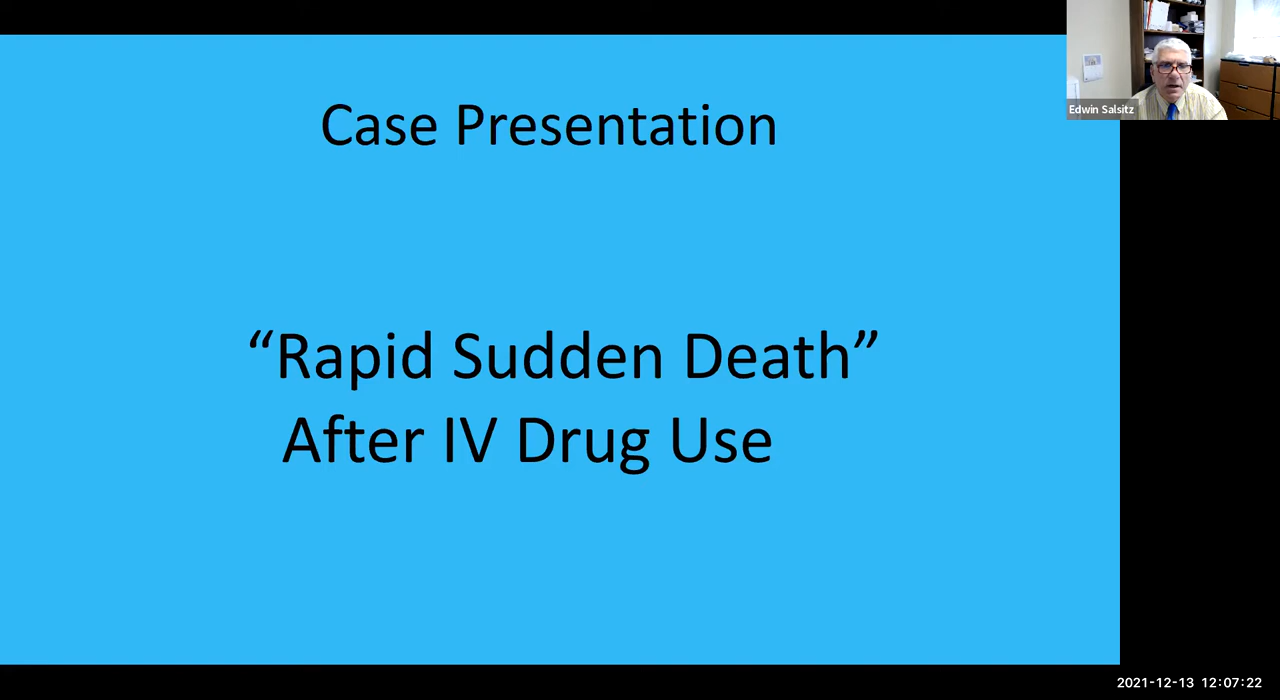 Case Presentation
“Rapid Sudden Death”
After IV Drug Use
Edwin Salsitz
2021-12-13 12:07:22